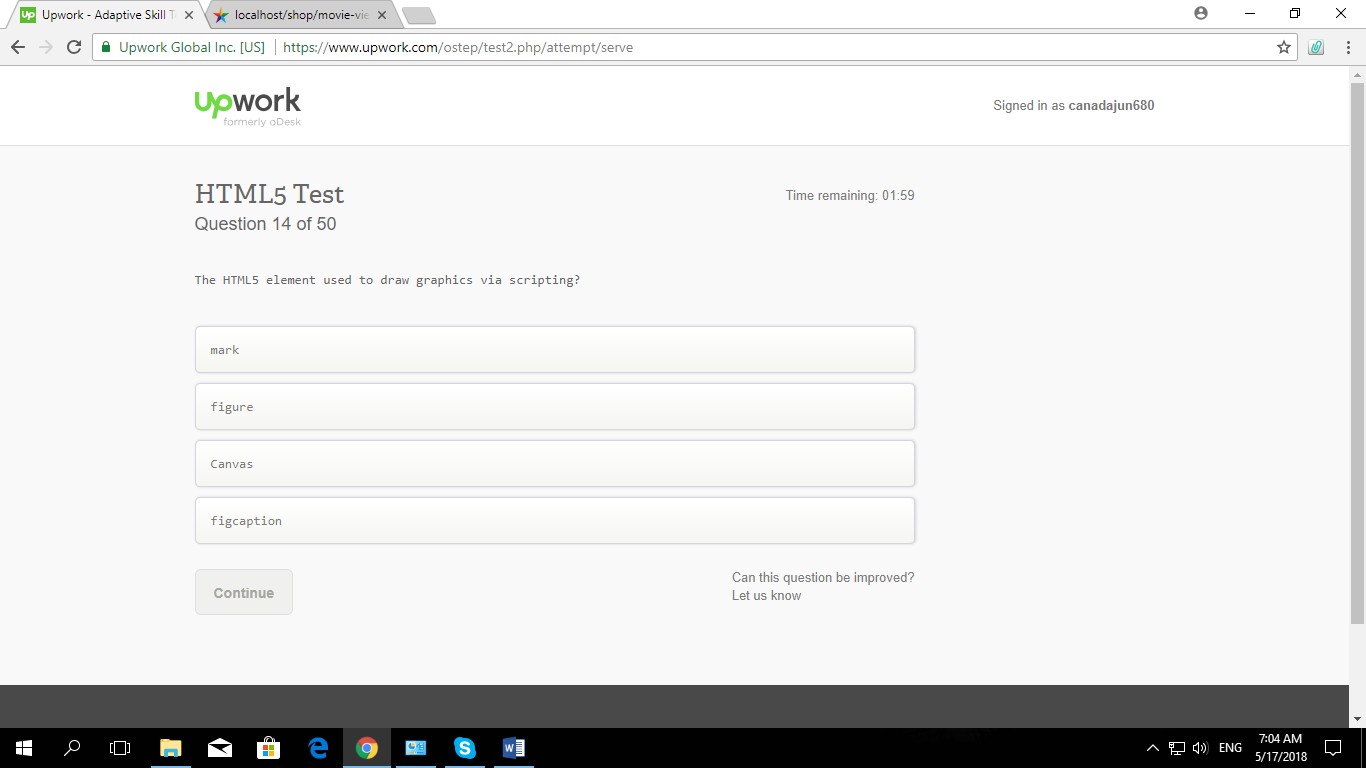 Upwork - Adaptive Skill T
localhost/shop/movie-vie
Upwork Global Inc. [US]
https://www.upwork.com/ostep/test2.php/attempt/serve
upwork
formerly oDesk
Signed in as canadajun680
HTML5 Test
Time remaining: 01:59
Question 14 of 50
The HTML5 element used to draw graphics via scripting?
mark
figure
Canvas
figcaption
Continue
Can this question be improved?
Let us know
ENG
7:04 AM
5/17/2018